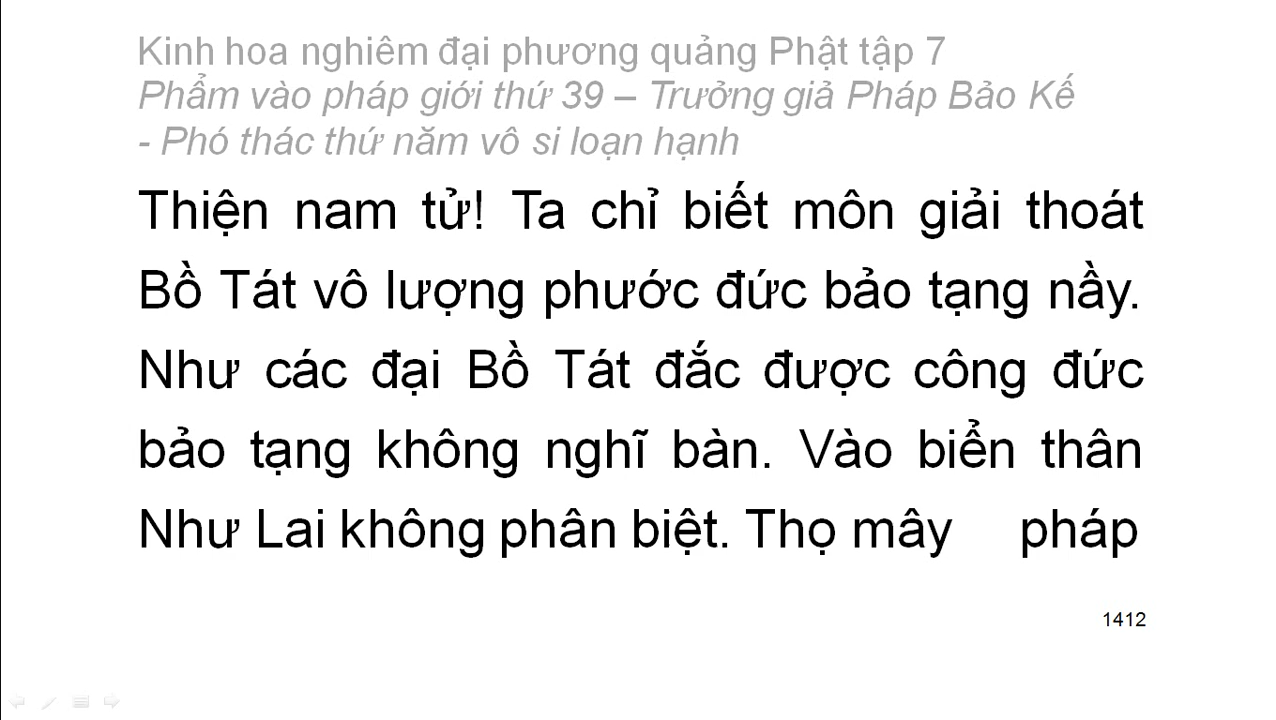 Kinh hoa nghiêm đại phương quảng Phật tập 7
Phẩm vào pháp giới thứ 39 – Trưởng giả Pháp Bảo Kế
- Phó thác thứ năm vô si loạn hạnh
Thiện nam tử! Ta chỉ biết môn giải thoát
Bồ Tát vô lượng phước đức bảo tạng nầy.
Như các đại Bồ Tát đắc được công đức
bảo tạng không nghĩ bàn. Vào biển thân
Như Lai không phân biệt. Thọ mây pháp
1412